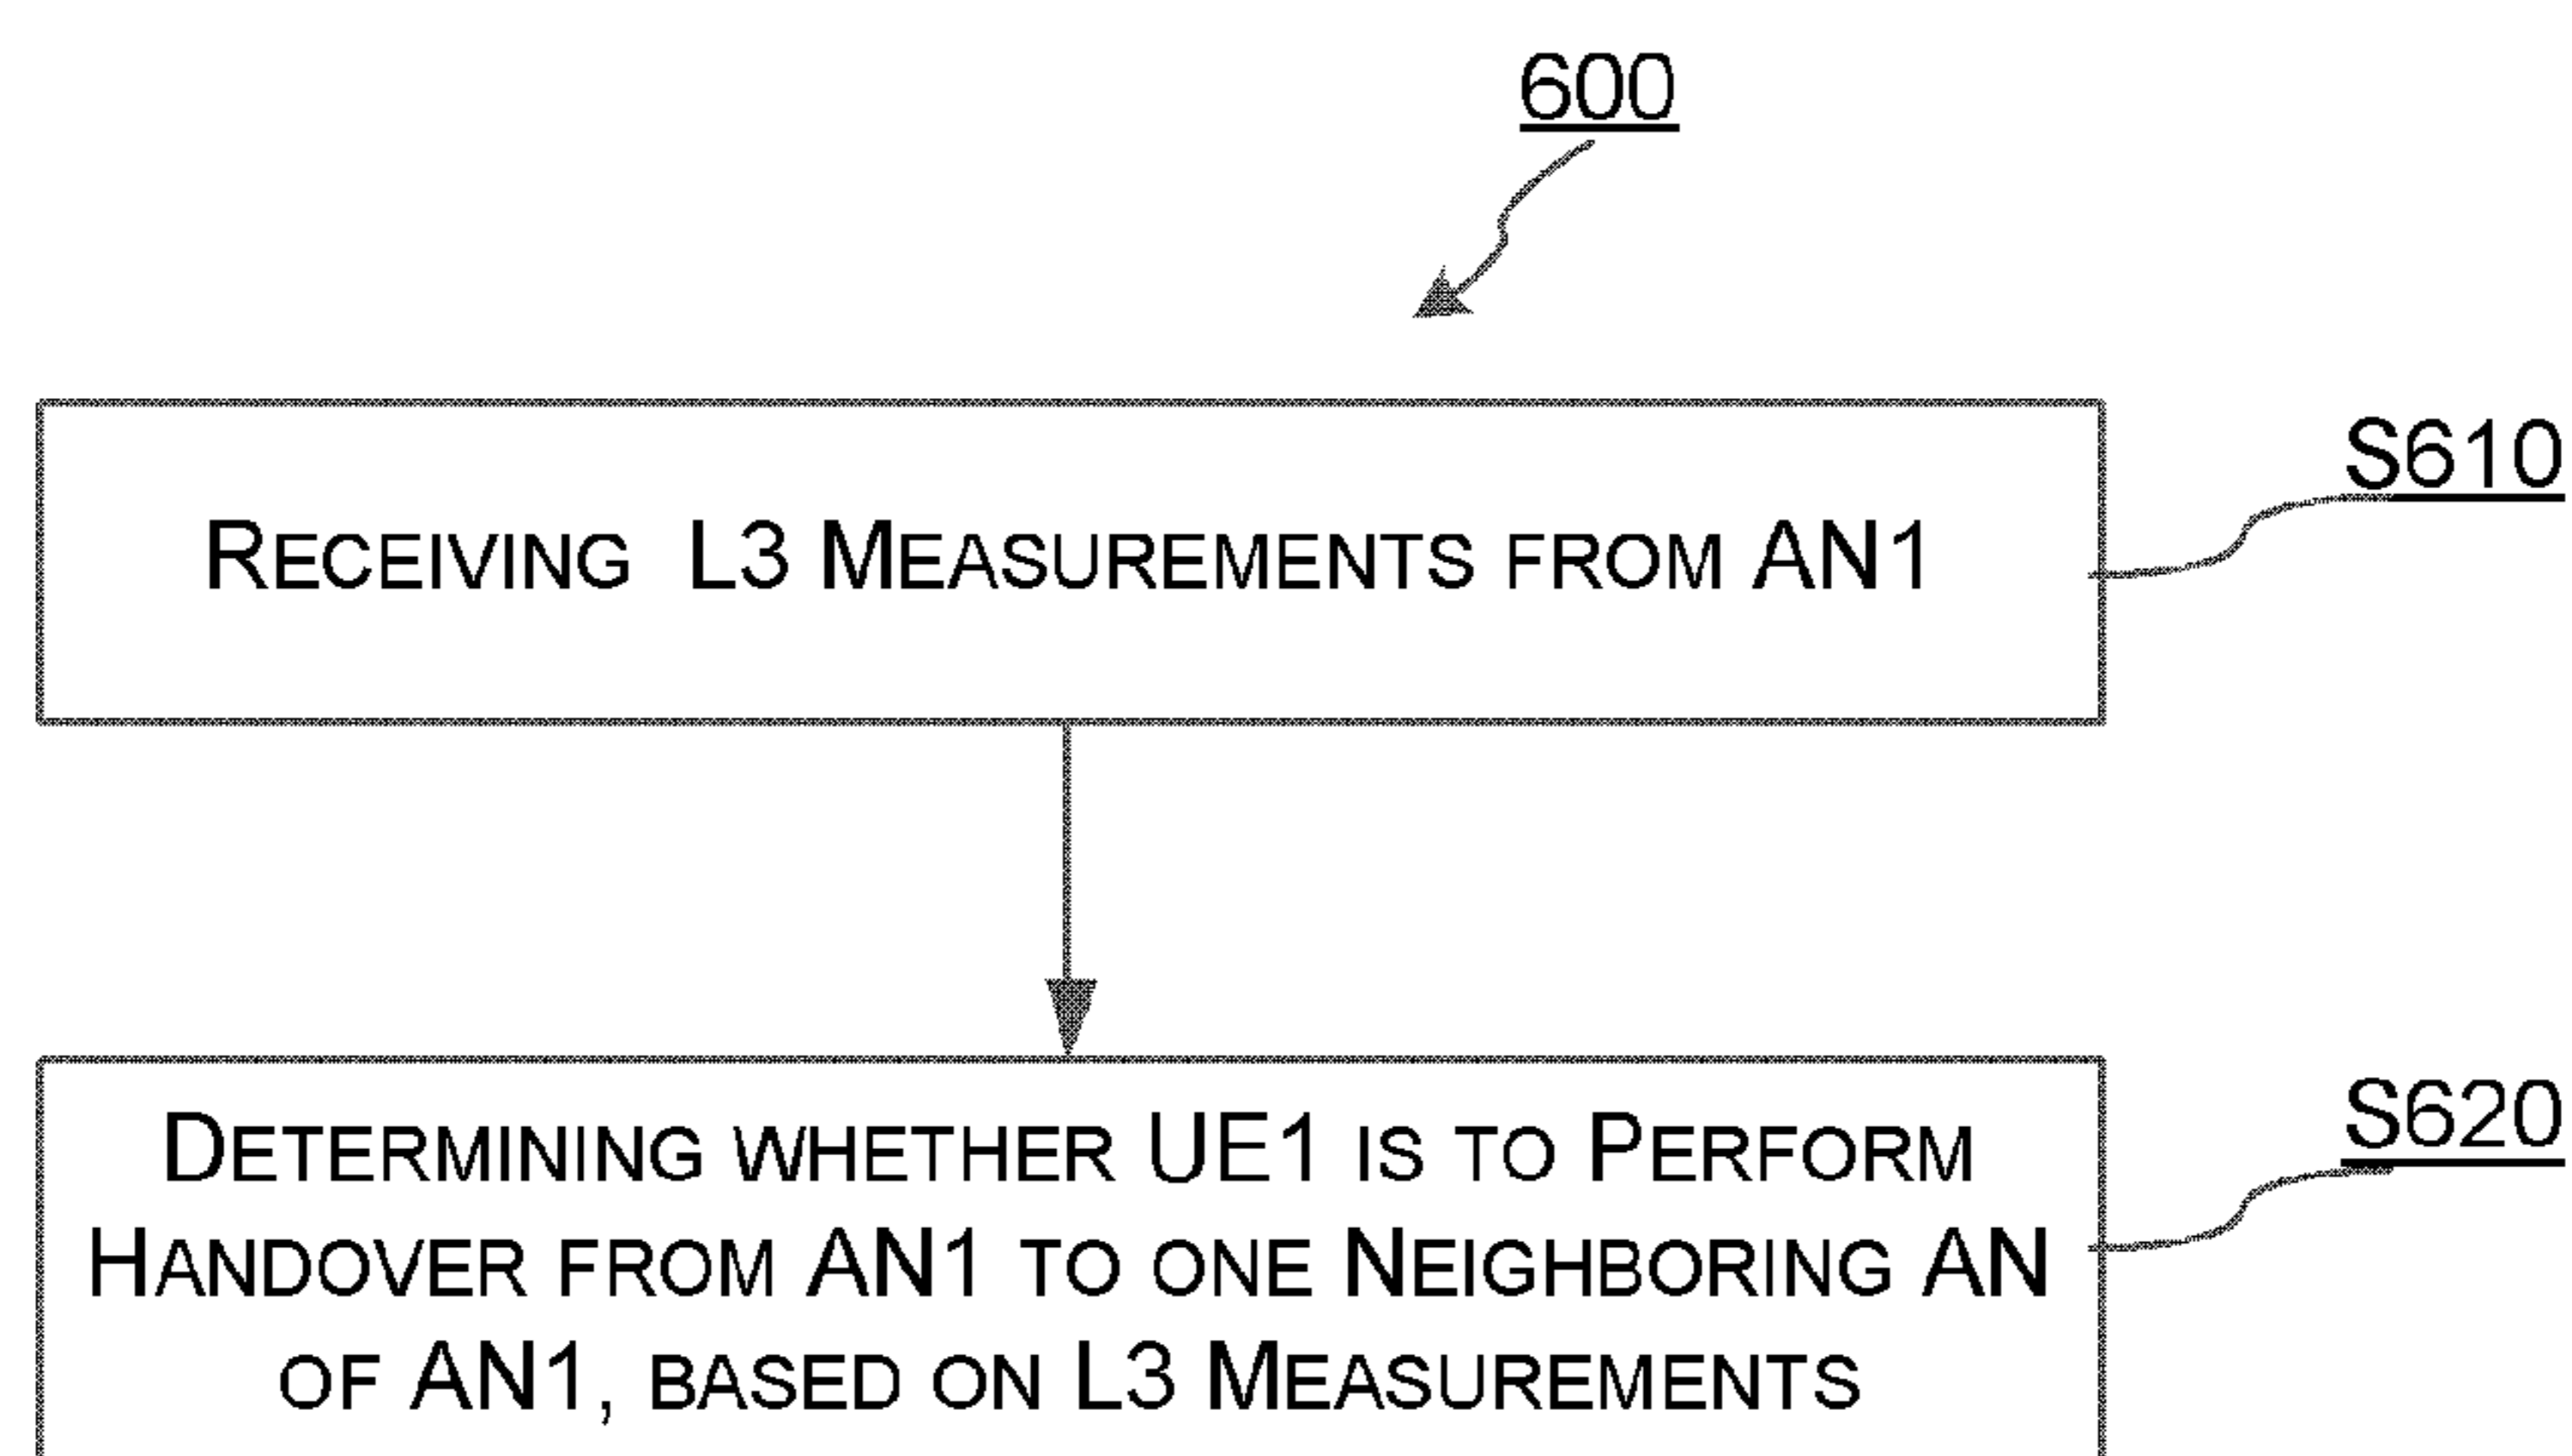 600
S610
RECEIVING L3 MEASUREMENTS FROM AN1
S620
DETERMINING WHETHER UE1 IS TO PERFORM
HANDOVER FROM AN1 TO ONE NEIGHBORING AN
OF AN1, BASED ON L3 MEASUREMENTS